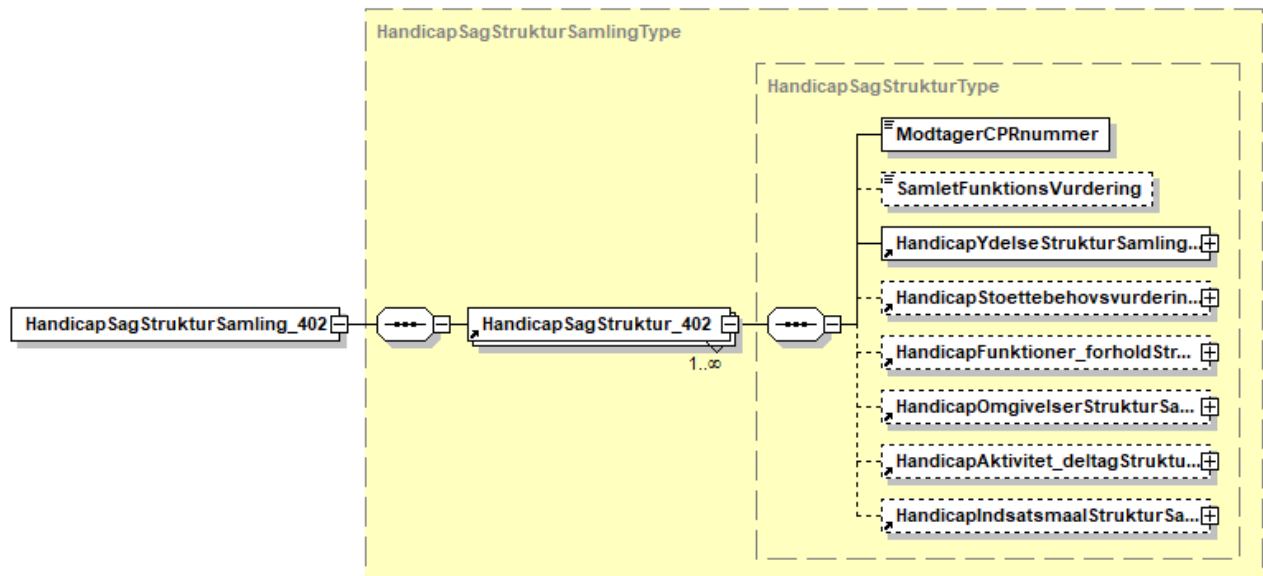 HandicapSagStrukturSamlingType
HandicapSagStrukturType
ModtagerCPRnummer
SamletFunktionsVurdering
HandicapYdelseStrukturSamling...
HandicapStoettebehovsvurderin...
HandicapSagStrukturSamling_402
HandicapSagStruktur_402
1..∞
HandicapFunktioner_forholdStr...
HandicapOmgivelserStrukturSa...
HandicapAktivitet_deltagStruktu...
HandicapIndsatsmaalStrukturSa...